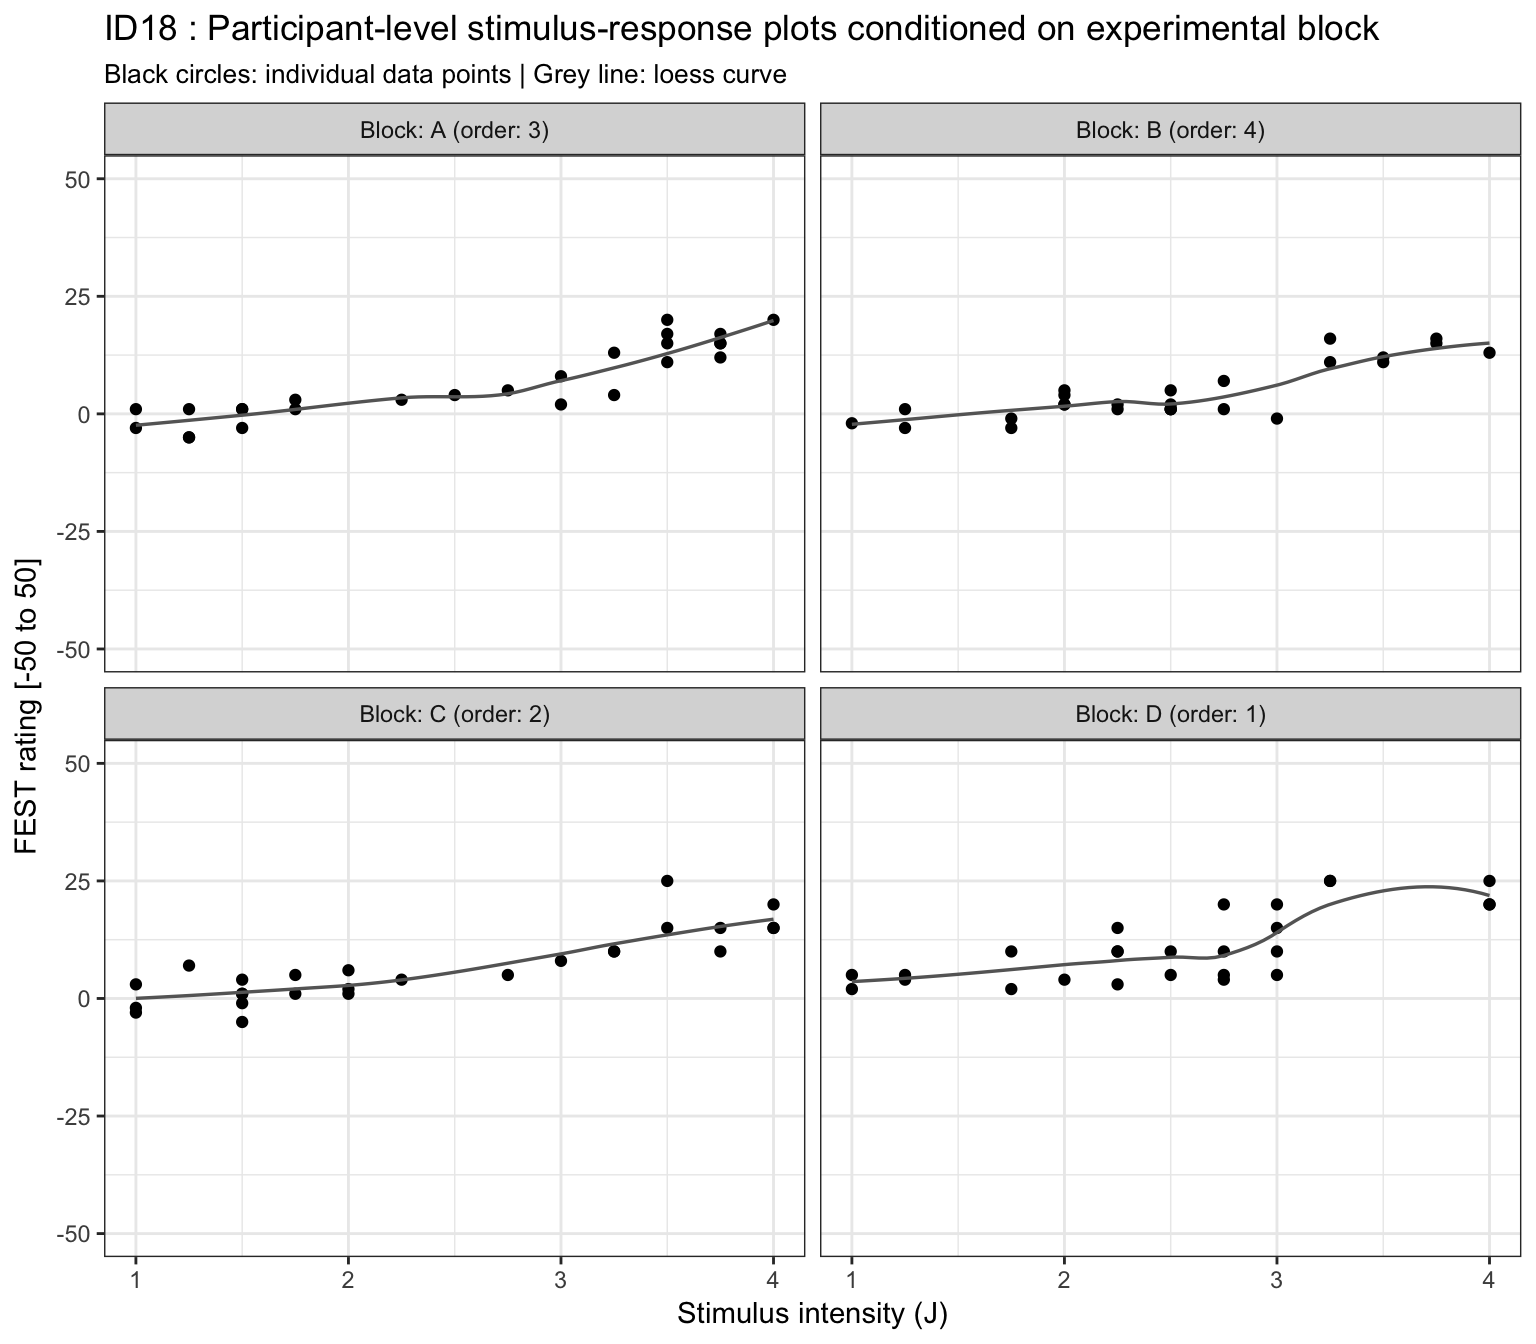 ID18 : Participant-level stimulus-response plots conditioned on experimental block
Black circles: individual data points | Grey line: loess curve
Block: A (order: 3)
Block: B (order: 4)
50
25
0
-25
-50
Block: C (order: 2)
Block: D (order: 1)
50
25
0
-25
-50
FEST rating [-50 to 50]
1 2 3 4 1 2 3 4
Stimulus intensity (J)